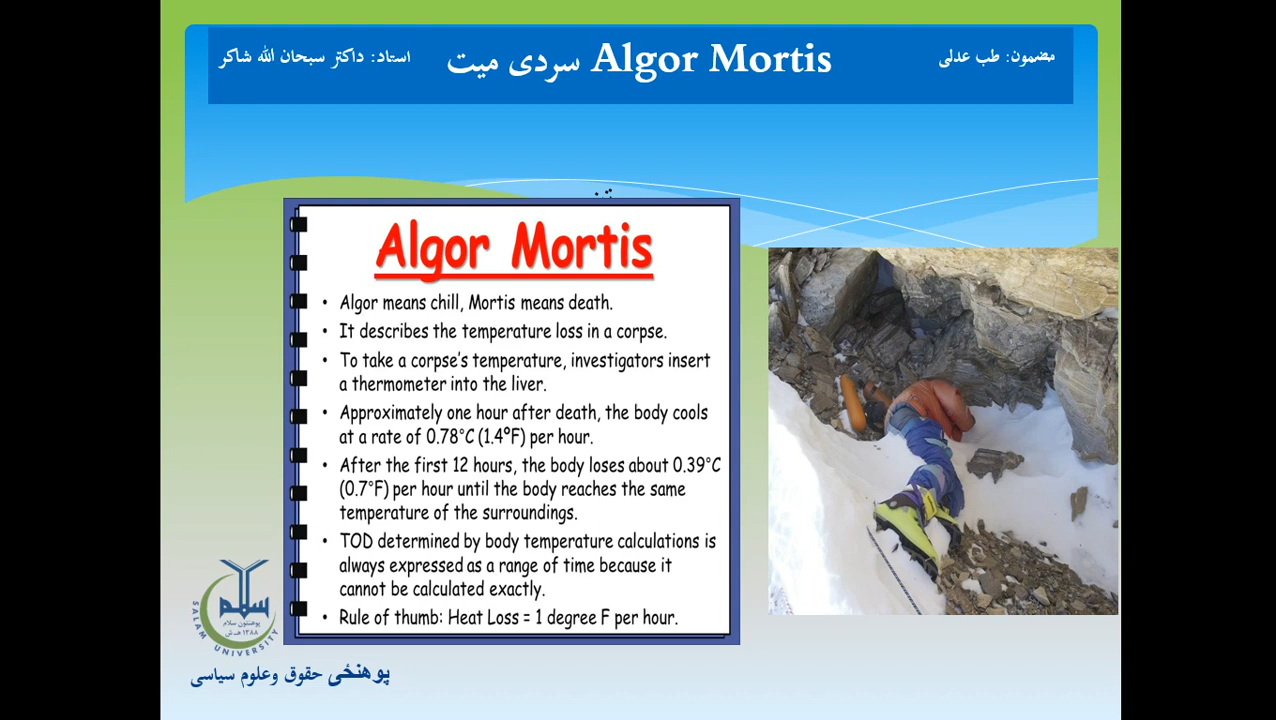 مضمون: طب عدلی
Algor Mortis سردی میت
استاد: داکتر سبحان الله شاکر
Algor Mortis
• Algor means chill, Mortis means death.
• It describes the temperature loss in a corpse.
• To take a corpse's temperature, investigators insert
a thermometer into the liver.
• Approximately one hour after death, the body cools
at a rate of 0.78°C (1.4ºF) per hour.
• After the first 12 hours, the body loses about 0.39°C
(0.7°F) per hour until the body reaches the same
temperature of the surroundings.
• TOD determined by body temperature calculations is
always expressed as a range of time because it
cannot be calculated exactly.
• Rule of thumb: Heat Loss = 1 degree F per hour.
سلام
پوهنتون سلام
۱۳۸۸ هـ ش
SALAM UNIVERSITY
پوهنځی حقوق وعلوم سیاسی